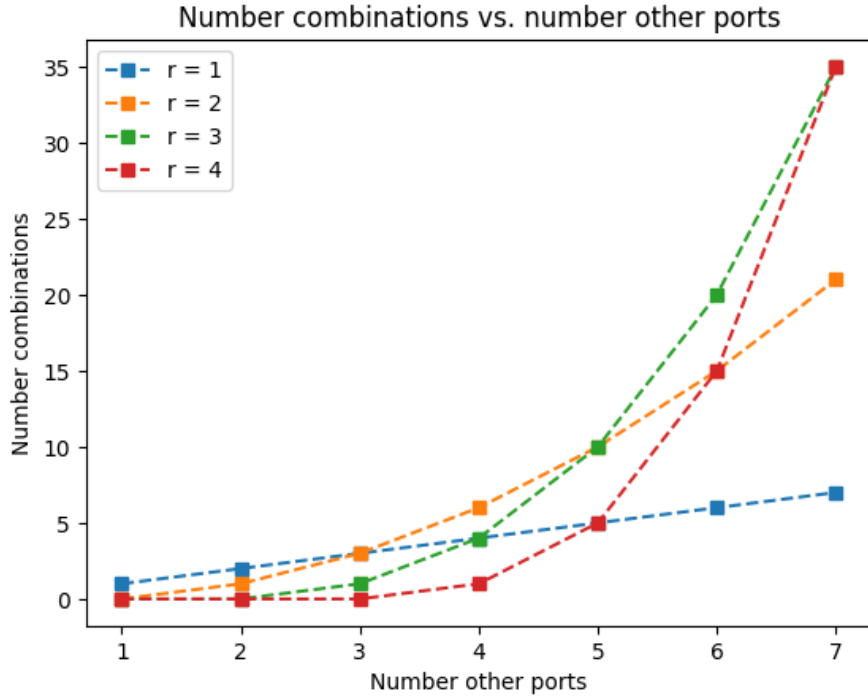 Number combinations vs. number other ports
r = 1
r = 2
r = 3
r = 4
Number combinations
35
30
25
20
15
10
5
0
1 2 3 4 5 6 7
Number other ports